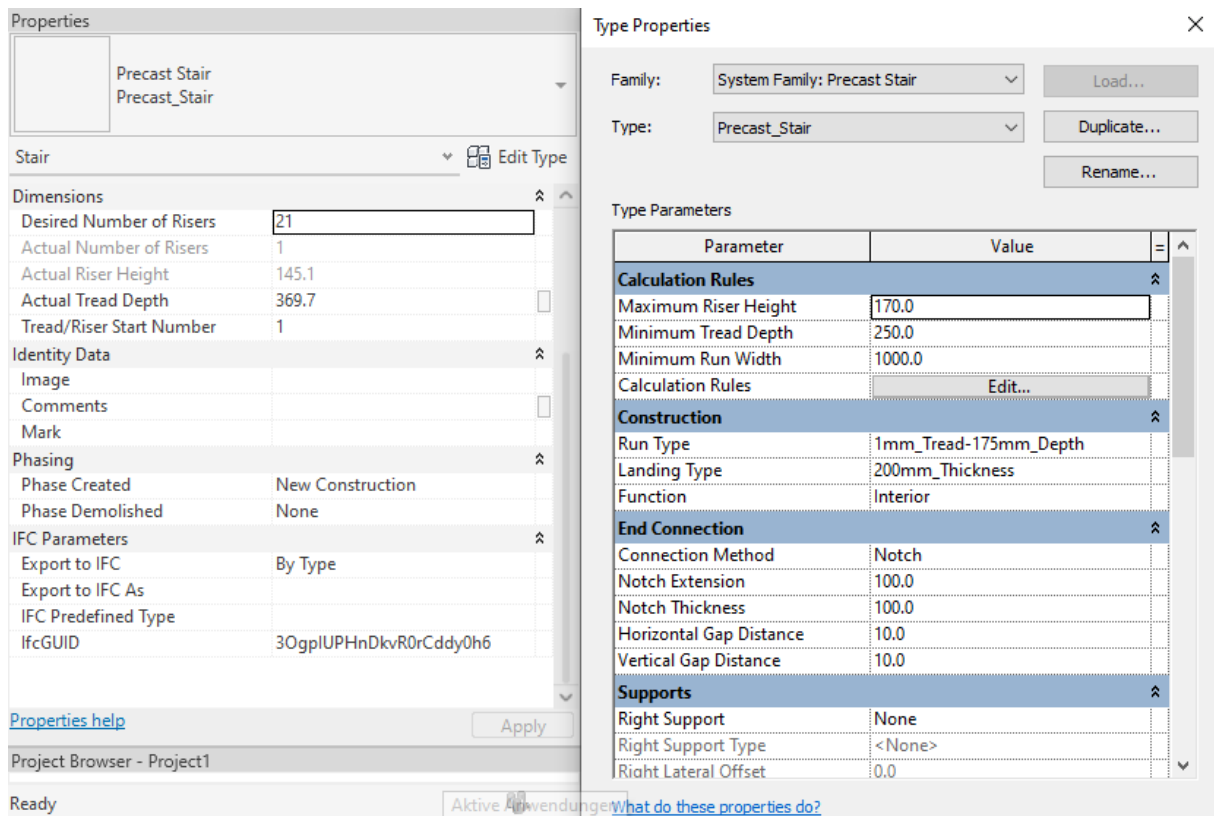 Properties
Precast Stair
Precast_Stair
Stair
Edit Type
Dimensions
Desired Number of Risers 21
Actual Number of Risers 1
Actual Riser Height 145.1
Actual Tread Depth 369.7
Tread/Riser Start Number 1
Identity Data
Image
Comments
Mark
Phasing
Phase Created New Construction
Phase Demolished None
IFC Parameters
Export to IFC By Type
Export to IFC As
IFC Predefined Type
IfcGUID 3OgplUPHnDkvR0rCddy0h6
Properties help
Apply
Project Browser - Project1
Ready
Aktive Anwendungen
Type Properties
Family: System Family: Precast Stair Load...
Type: Precast_Stair Duplicate...
Rename...
Type Parameters
Parameter Value =
Calculation Rules
Maximum Riser Height 170.0
Minimum Tread Depth 250.0
Minimum Run Width 1000.0
Calculation Rules Edit...
Construction
Run Type 1mm_Tread-175mm_Depth
Landing Type 200mm_Thickness
Function Interior
End Connection
Connection Method Notch
Notch Extension 100.0
Notch Thickness 100.0
Horizontal Gap Distance 10.0
Vertical Gap Distance 10.0
Supports
Right Support None
Right Support Type <None>
Right Lateral Offset 0.0
What do these properties do?